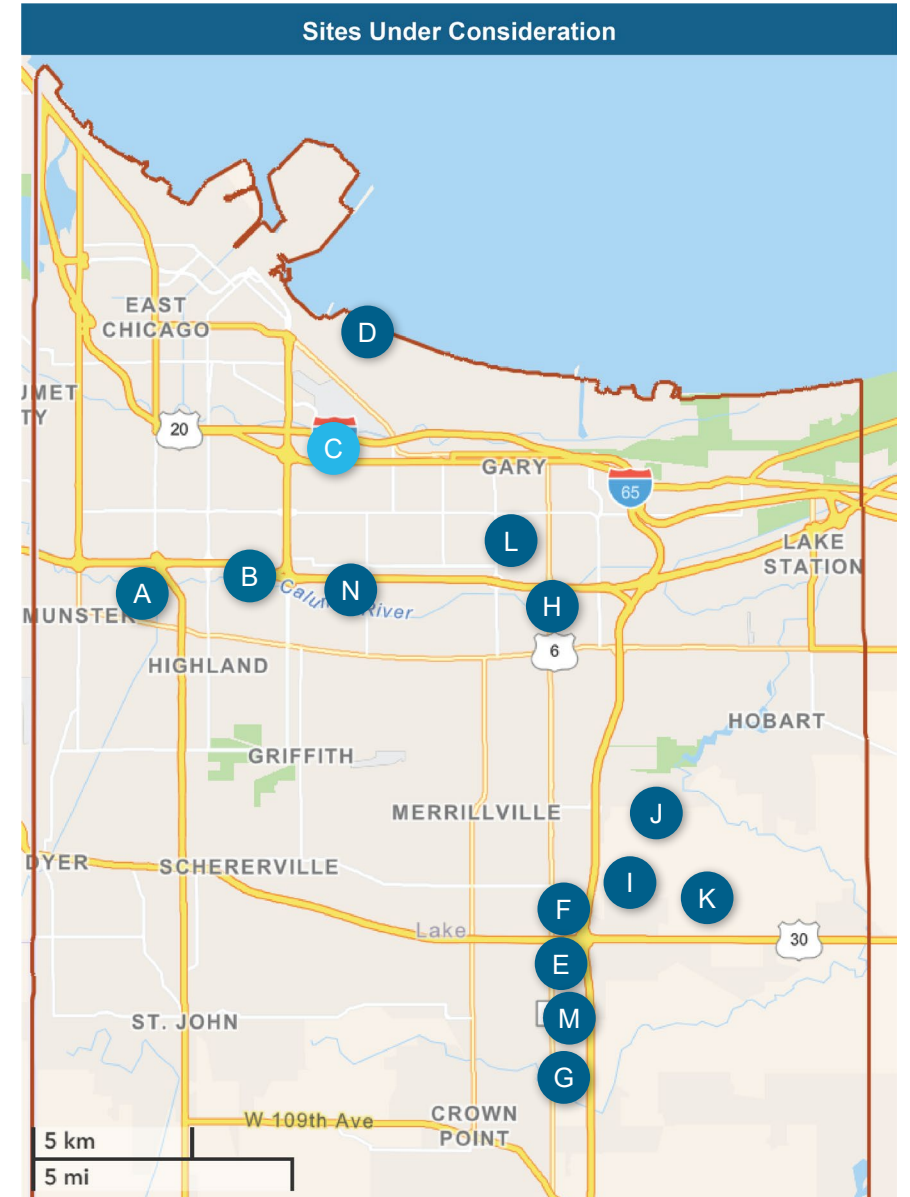 Sites Under Consideration
EAST
CHICAGO
D
20
C
GARY
65
L
LAKE
STATION
A
B
N
H
MUNSTER
River
6
HIGHLAND
HOBART
GRIFFITH
J
MERRILLVILLE
DYER
SCHERERVILLE
I
K
F
Lake
30
E
M
ST. JOHN
G
W 109th Ave
CROWN
POINT
5 km
5 mi